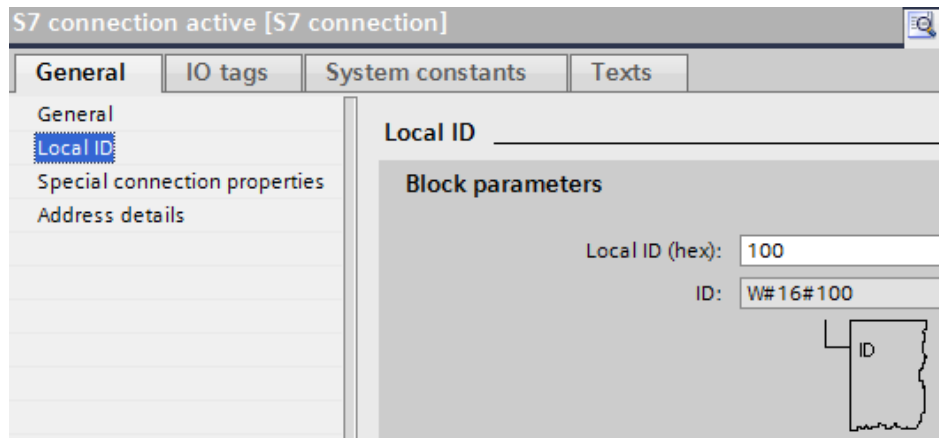 S7 connection active [S7 connection]
General IO tags System constants Texts
General
Local ID
Special connection properties
Address details
Local ID
Block parameters
Local ID (hex): 100
ID: W#16#100
ID